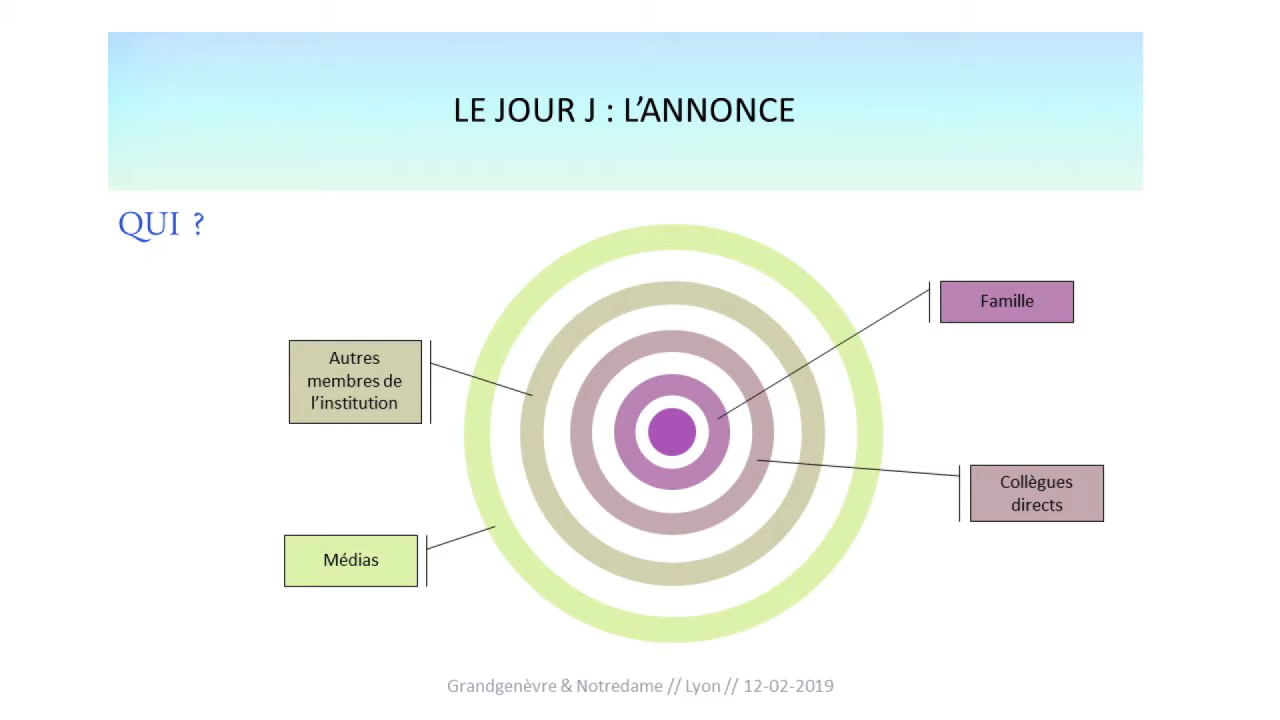 LE JOUR J : L’ANNONCE
QUI ?
Famille
Autres
membres de
l’institution
Collègues
directs
Médias
Grandgenèvre & Notredame // Lyon // 12-02-2019